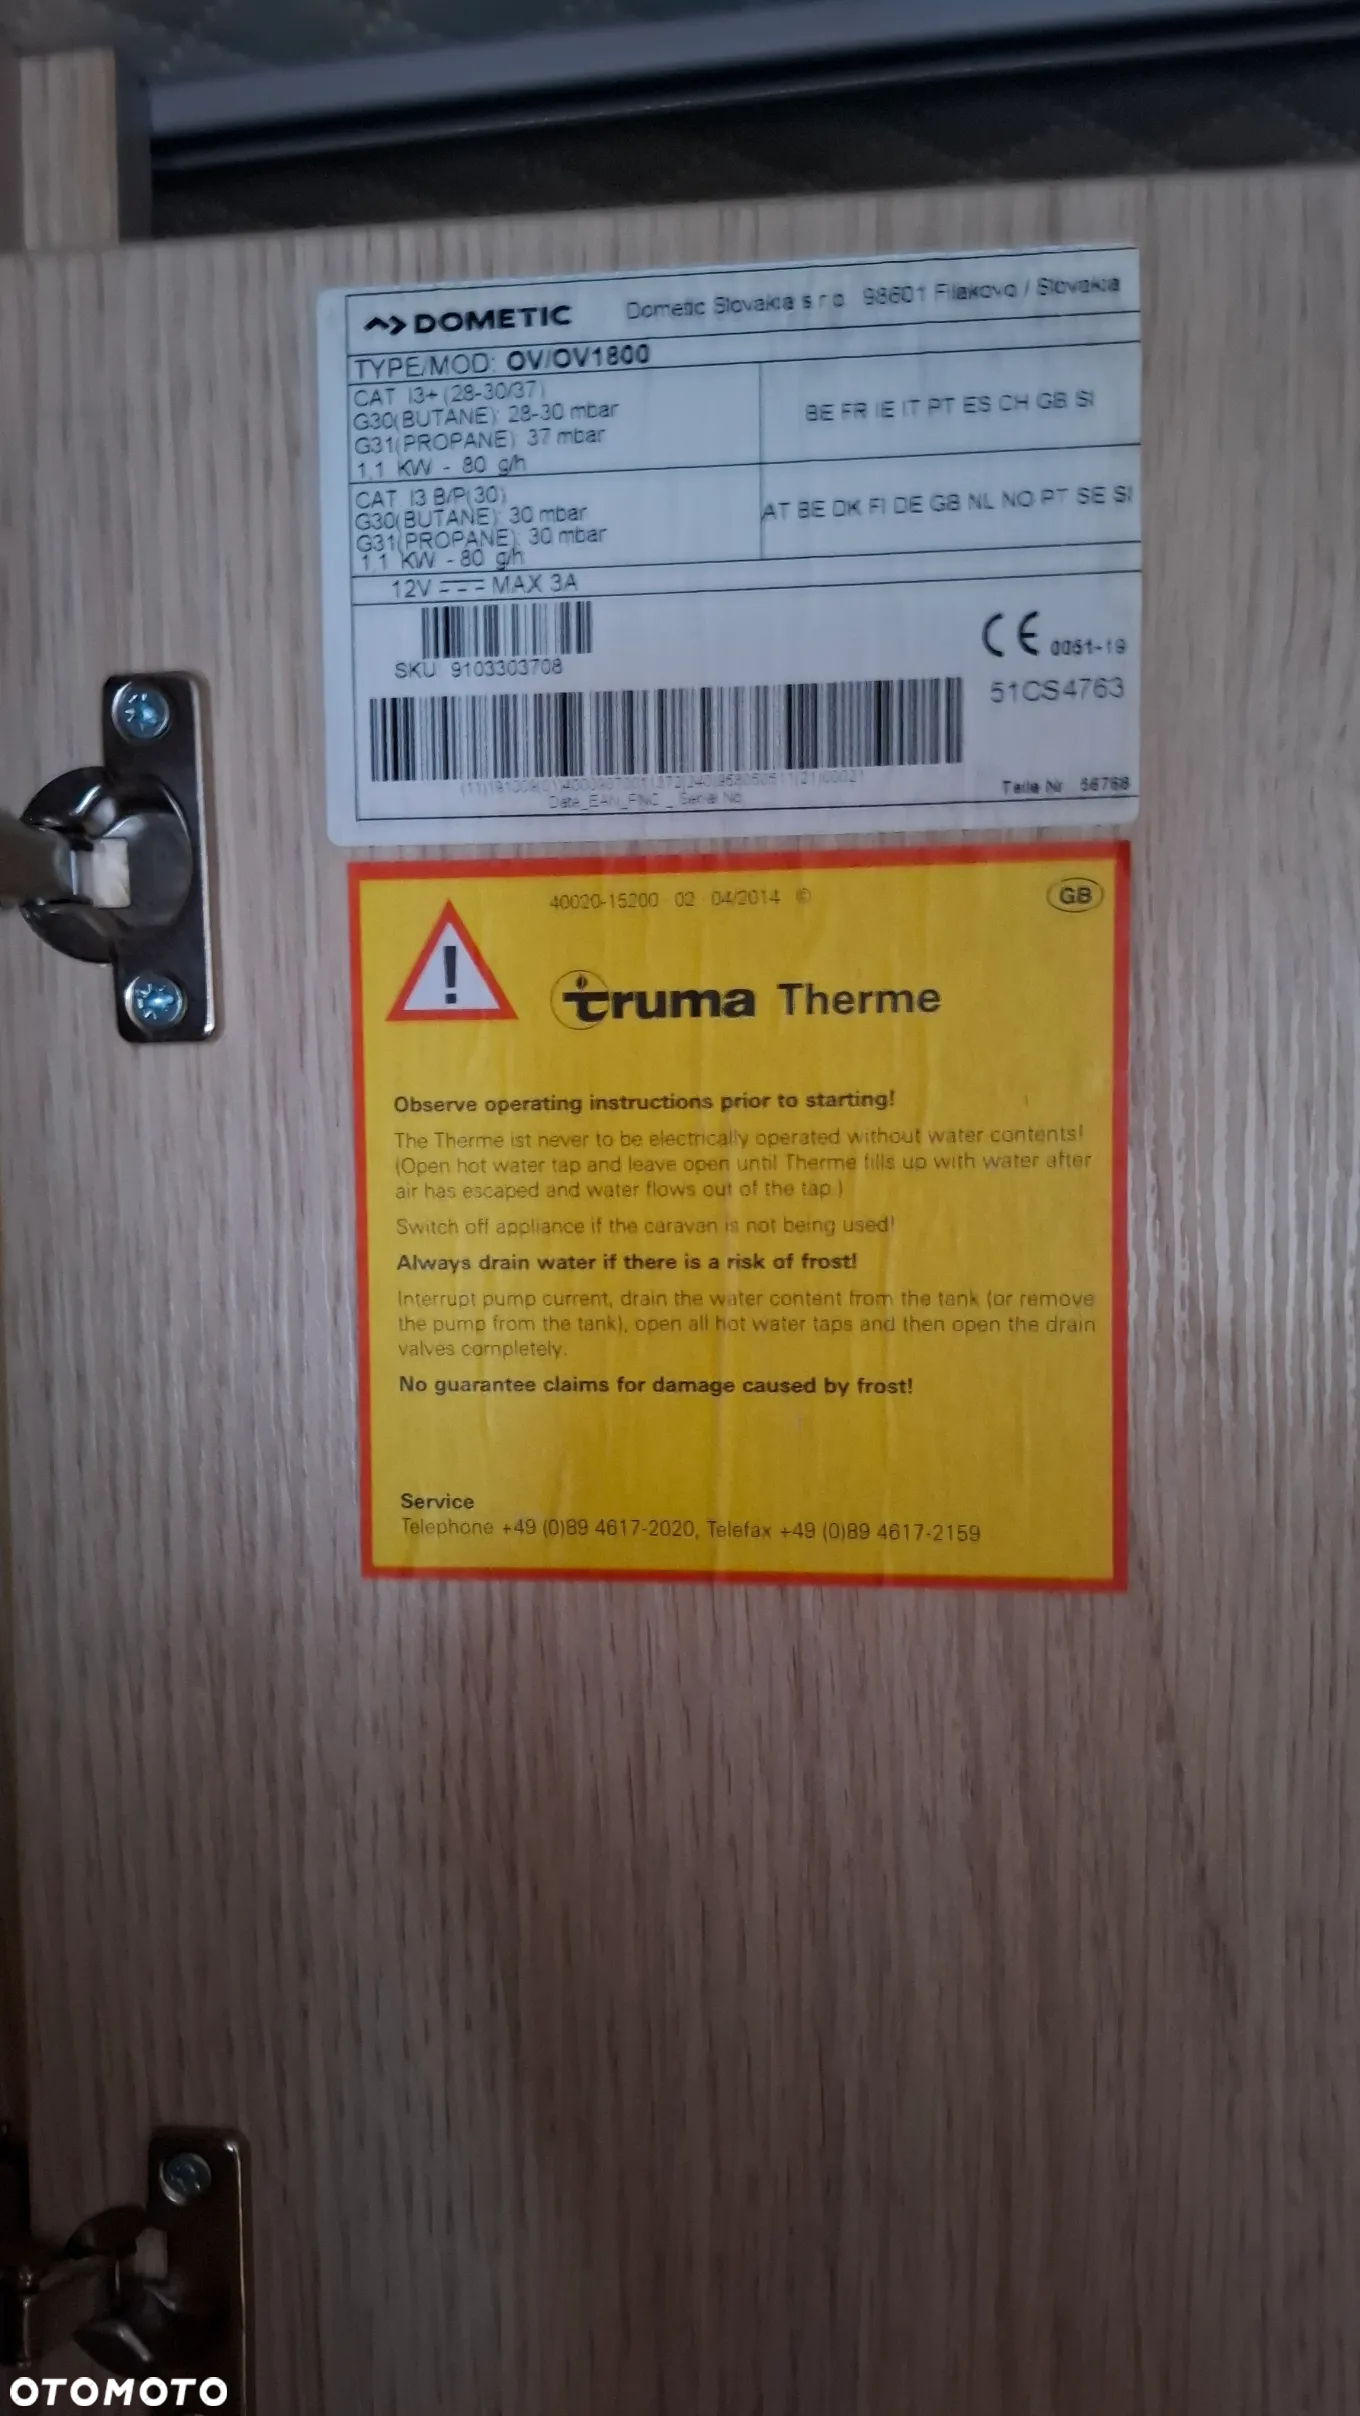 DOMETIC Dometic Slovakia s r o 98601 Filakovo / Slovakia
TYPE/MOD: OV/OV1800
CAT I3+ (28-30/37)
G30(BUTANE): 28-30 mbar
G31(PROPANE): 37 mbar
1,1 KW - 80 g/h
BE FR IE IT PT ES CH GB SI
CAT I3 B/P(30)
G30(BUTANE): 30 mbar
G31(PROPANE): 30 mbar
1,1 KW - 80 g/h
AT BE DK FI DE GB NL NO PT SE SI
12V MAX 3A
CE 0051-19
SKU 9103303708
51CS4763
Date_EAN_PNC _ Serial No
Teile Nr 56768
40020-15200 · 02 · 04/2014 ©
GB
!
truma Therme
Observe operating instructions prior to starting!
The Therme ist never to be electrically operated without water contents!
(Open hot water tap and leave open until Therme fills up with water after
air has escaped and water flows out of the tap.)
Switch off appliance if the caravan is not being used!
Always drain water if there is a risk of frost!
Interrupt pump current, drain the water content from the tank (or remove
the pump from the tank), open all hot water taps and then open the drain
valves completely.
No guarantee claims for damage caused by frost!
Service
Telephone +49 (0)89 4617-2020, Telefax +49 (0)89 4617-2159
OTOMOTO